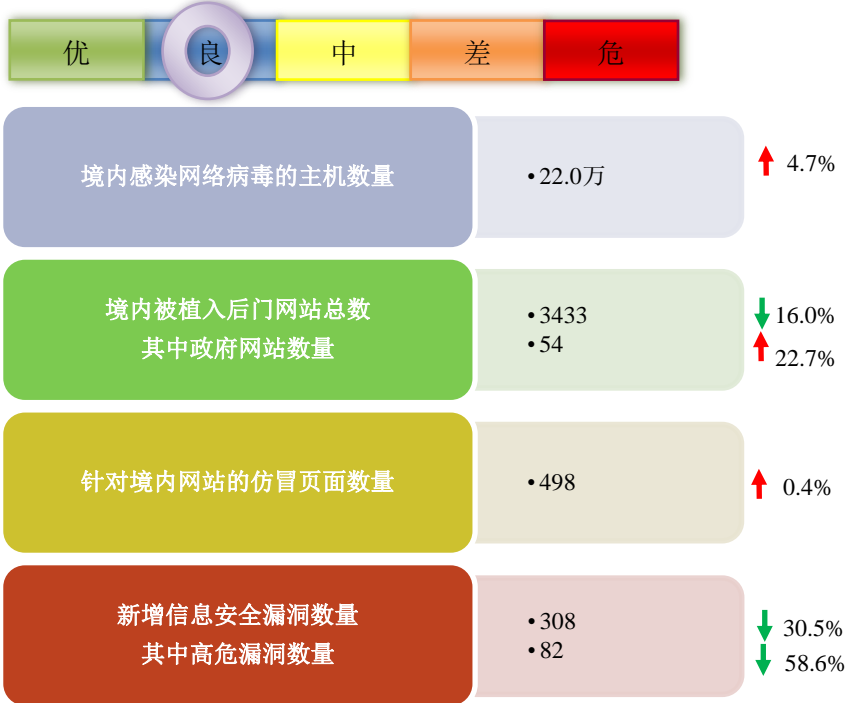 优 良 中 差 危
境内感染网络病毒的主机数量
•22.0万
4.7%
境内被植入后门网站总数
其中政府网站数量
•3433
•54
16.0%
22.7%
针对境内网站的仿冒页面数量
•498
0.4%
新增信息安全漏洞数量
其中高危漏洞数量
•308
•82
30.5%
58.6%